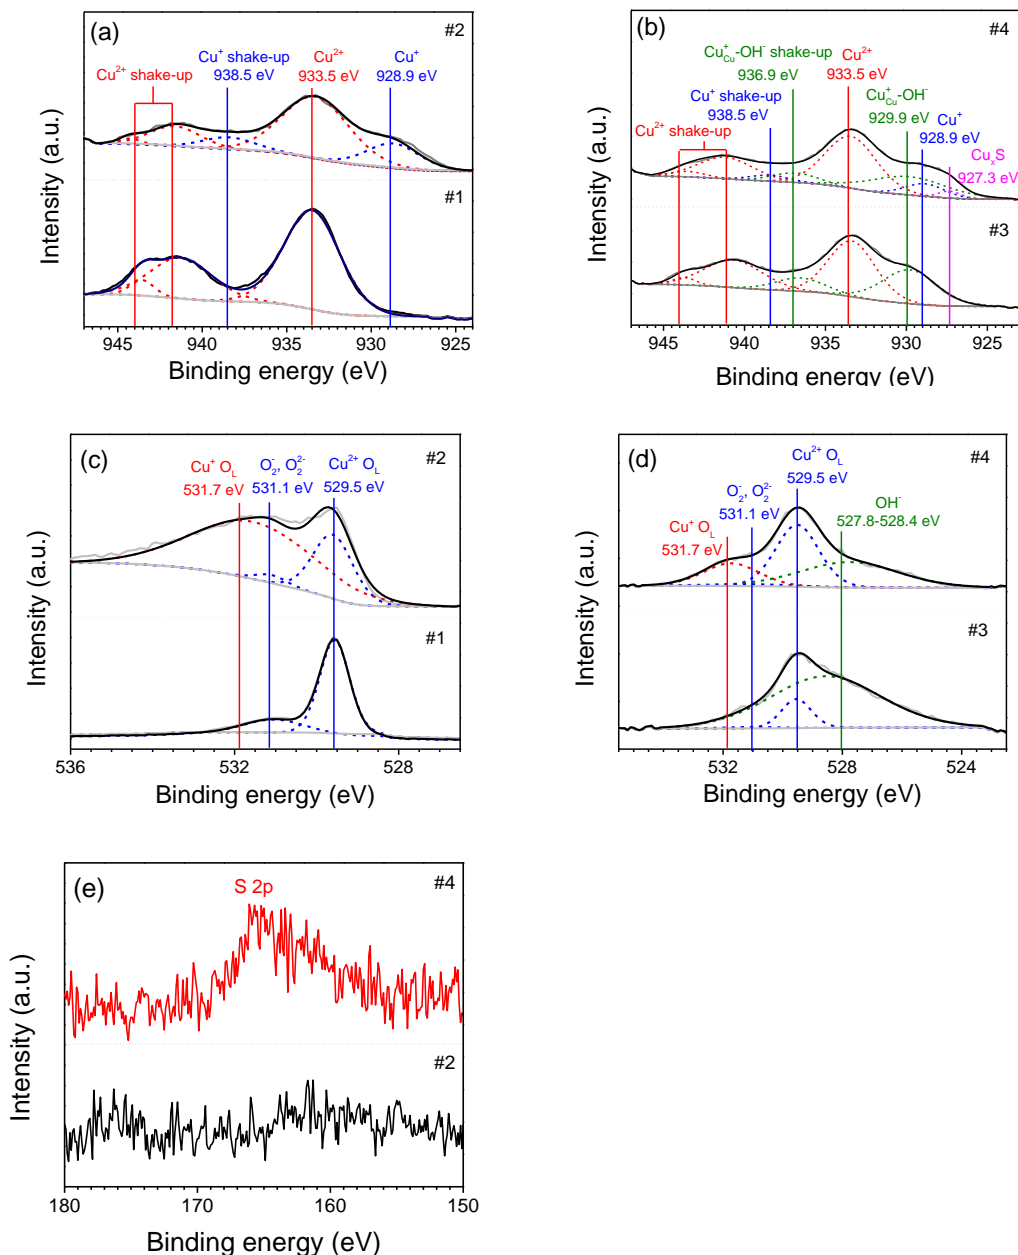 (a)
#2
Cu⁺ shake-up
938.5 eV
Cu²⁺
933.5 eV
Cu⁺
928.9 eV
Cu²⁺ shake-up
#1
Intensity (a.u.)
945 940 935 930 925
Binding energy (eV)
(b)
#4
Cu⁺Cu-OH⁻ shake-up
936.9 eV
Cu²⁺
933.5 eV
Cu⁺ shake-up
938.5 eV
Cu⁺Cu-OH⁻
929.9 eV
Cu²⁺ shake-up
Cu⁺
928.9 eV
CuₓS
927.3 eV
#3
Intensity (a.u.)
945 940 935 930 925
Binding energy (eV)
(c)
#2
Cu⁺ O_L
531.7 eV
O₂⁻, O₂²⁻
531.1 eV
Cu²⁺ O_L
529.5 eV
#1
Intensity (a.u.)
536 532 528
Binding energy (eV)
(d)
#4
Cu²⁺ O_L
529.5 eV
O₂⁻, O₂²⁻
531.1 eV
OH⁻
527.8-528.4 eV
Cu⁺ O_L
531.7 eV
#3
Intensity (a.u.)
532 528 524
Binding energy (eV)
(e)
#4
S 2p
#2
Intensity (a.u.)
180 170 160 150
Binding energy (eV)